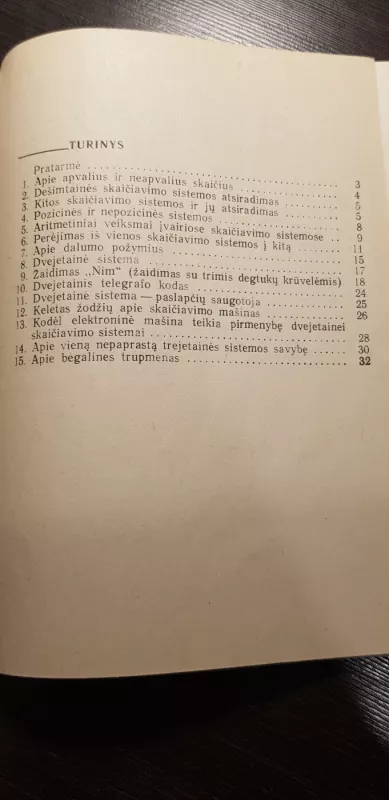 TURINYS
Pratarmė 3
1. Apie apvalius ir neapvalius skaičius 4
2. Dešimtainės skaičiavimo sistemos atsiradimas 5
3. Kitos skaičiavimo sistemos ir jų atsiradimas 5
4. Pozicinės ir nepozicinės sistemos 8
5. Aritmetiniai veiksmai įvairiose skaičiavimo sistemose .. 9
6. Perėjimas iš vienos skaičiavimo sistemos į kitą 11
7. Apie dalumo požymius 15
8. Dvejetainė sistema 17
9. Žaidimas „Nim" (žaidimas su trimis degtukų krūvelėmis) 18
10. Dvejetainis telegrafo kodas 24
11. Dvejetainė sistema — paslapčių saugotoja 25
12. Keletas žodžių apie skaičiavimo mašinas 26
13. Kodėl elektroninė mašina teikia pirmenybę dvejetainei
skaičiavimo sistemai 28
14. Apie vieną nepaprastą trejetainės sistemos savybę 30
15. Apie begalines trupmenas 32